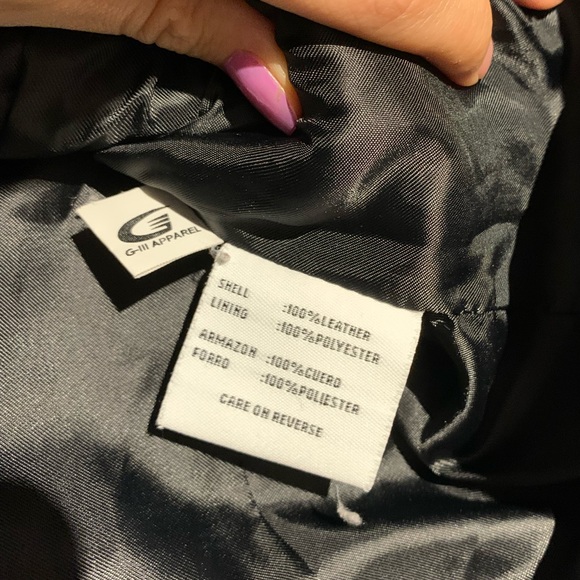 G-III APPAREL
SHELL :100%LEATHER
LINING :100%POLYESTER
ARMAZON :100%CUERO
FORRO :100%POLIESTER
CARE ON REVERSE